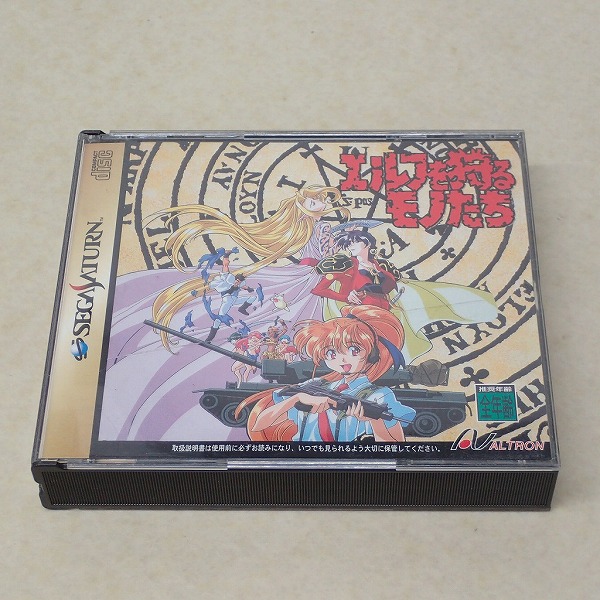 エルフを狩る
モノたち
COMPACT
DISC
SEGA SATURN
推奨年齢
全年齢
ALTRON
取扱説明書は使用前に必ずお読みになり、いつでも見られるよう大切に保管してください。